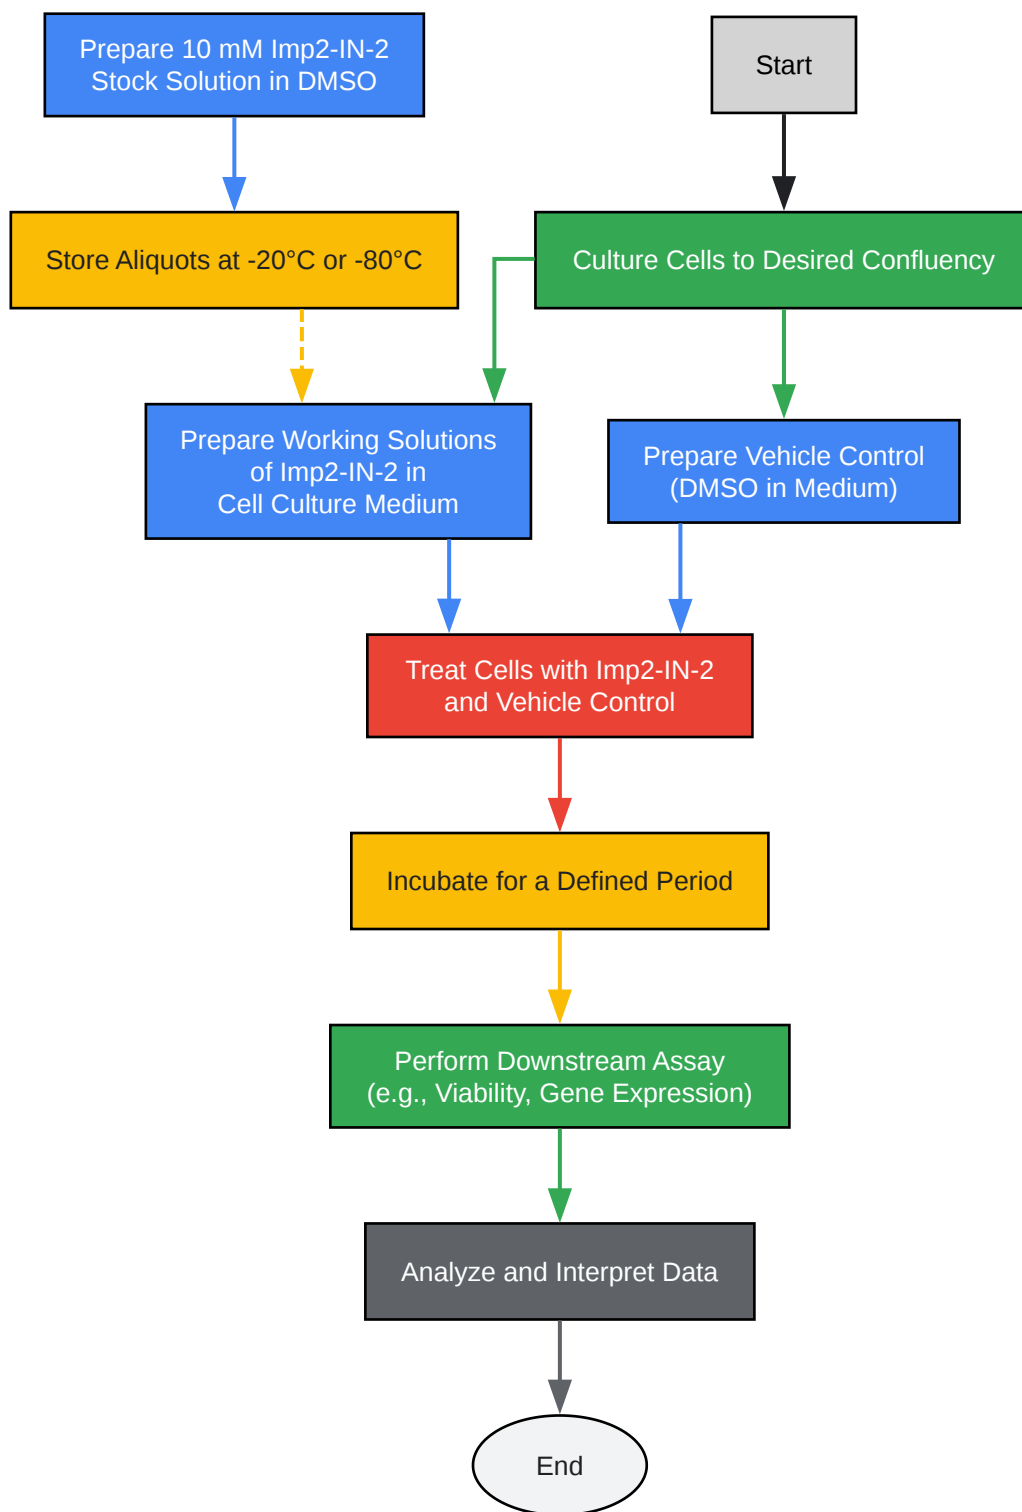 Prepare 10 mM Imp2-IN-2
Stock Solution in DMSO
Start
Store Aliquots at -20°C or -80°C
Culture Cells to Desired Confluency
Prepare Working Solutions
of Imp2-IN-2 in
Cell Culture Medium
Prepare Vehicle Control
(DMSO in Medium)
Treat Cells with Imp2-IN-2
and Vehicle Control
Incubate for a Defined Period
Perform Downstream Assay
(e.g., Viability, Gene Expression)
Analyze and Interpret Data
End